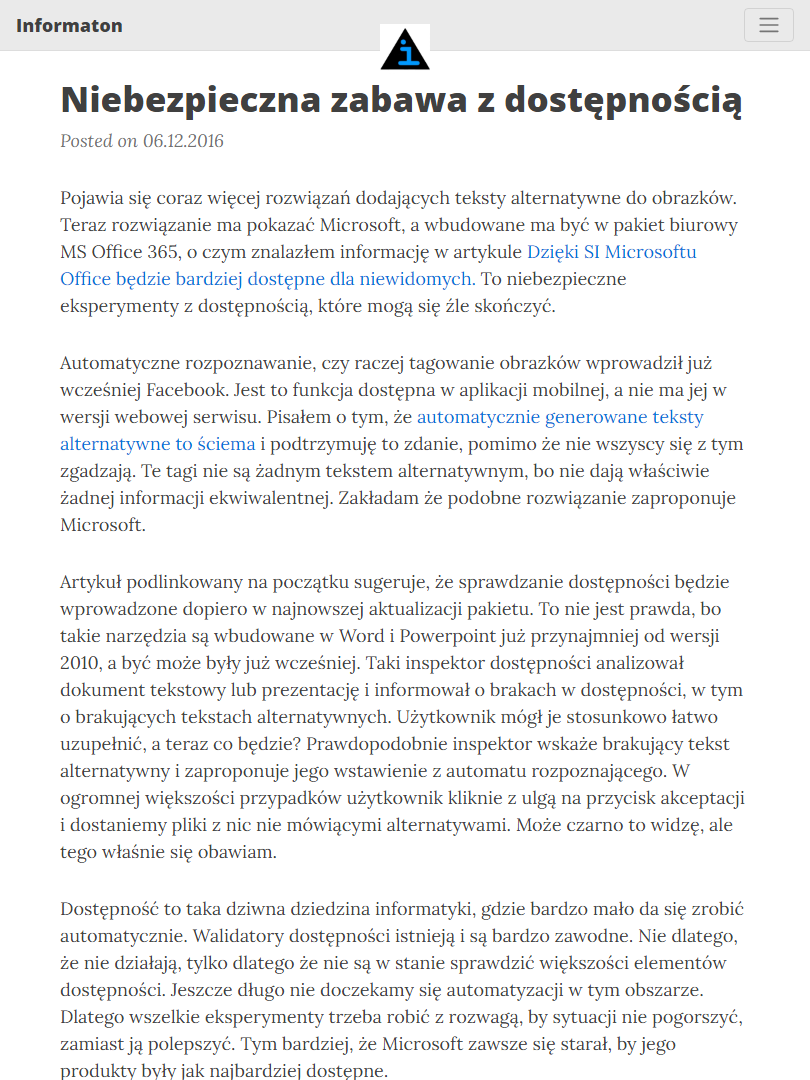 Informaton
i
Niebezpieczna zabawa z dostępnością
Posted on 06.12.2016
Pojawia się coraz więcej rozwiązań dodających teksty alternatywne do obrazków.
Teraz rozwiązanie ma pokazać Microsoft, a wbudowane ma być w pakiet biurowy
MS Office 365, o czym znalazłem informację w artykule Dzięki SI Microsoftu
Office będzie bardziej dostępne dla niewidomych. To niebezpieczne
eksperymenty z dostępnością, które mogą się źle skończyć.
Automatyczne rozpoznawanie, czy raczej tagowanie obrazków wprowadził już
wcześniej Facebook. Jest to funkcja dostępna w aplikacji mobilnej, a nie ma jej w
wersji webowej serwisu. Pisałem o tym, że automatycznie generowane teksty
alternatywne to ściema i podtrzymuję to zdanie, pomimo że nie wszyscy się z tym
zgadzają. Te tagi nie są żadnym tekstem alternatywnym, bo nie dają właściwie
żadnej informacji ekwiwalentnej. Zakładam że podobne rozwiązanie zaproponuje
Microsoft.
Artykuł podlinkowany na początku sugeruje, że sprawdzanie dostępności będzie
wprowadzone dopiero w najnowszej aktualizacji pakietu. To nie jest prawda, bo
takie narzędzia są wbudowane w Word i Powerpoint już przynajmniej od wersji
2010, a być może były już wcześniej. Taki inspektor dostępności analizował
dokument tekstowy lub prezentację i informował o brakach w dostępności, w tym
o brakujących tekstach alternatywnych. Użytkownik mógł je stosunkowo łatwo
uzupełnić, a teraz co będzie? Prawdopodobnie inspektor wskaże brakujący tekst
alternatywny i zaproponuje jego wstawienie z automatu rozpoznającego. W
ogromnej większości przypadków użytkownik kliknie z ulgą na przycisk akceptacji
i dostaniemy pliki z nic nie mówiącymi alternatywami. Może czarno to widzę, ale
tego właśnie się obawiam.
Dostępność to taka dziwna dziedzina informatyki, gdzie bardzo mało da się zrobić
automatycznie. Walidatory dostępności istnieją i są bardzo zawodne. Nie dlatego,
że nie działają, tylko dlatego że nie są w stanie sprawdzić większości elementów
dostępności. Jeszcze długo nie doczekamy się automatyzacji w tym obszarze.
Dlatego wszelkie eksperymenty trzeba robić z rozwagą, by sytuacji nie pogorszyć,
zamiast ją polepszyć. Tym bardziej, że Microsoft zawsze się starał, by jego
produkty były jak najbardziej dostępne.